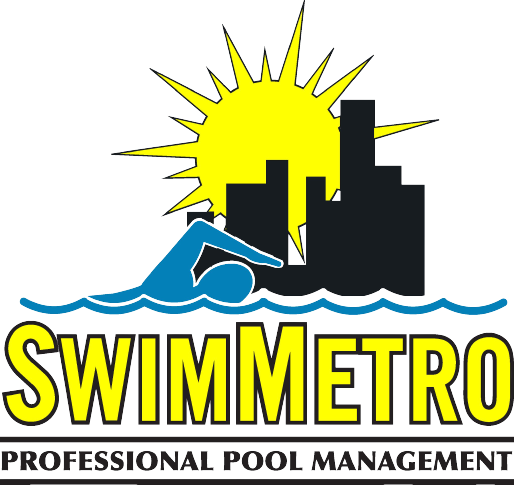 SWIMMETRO
PROFESSIONAL POOL MANAGEMENT